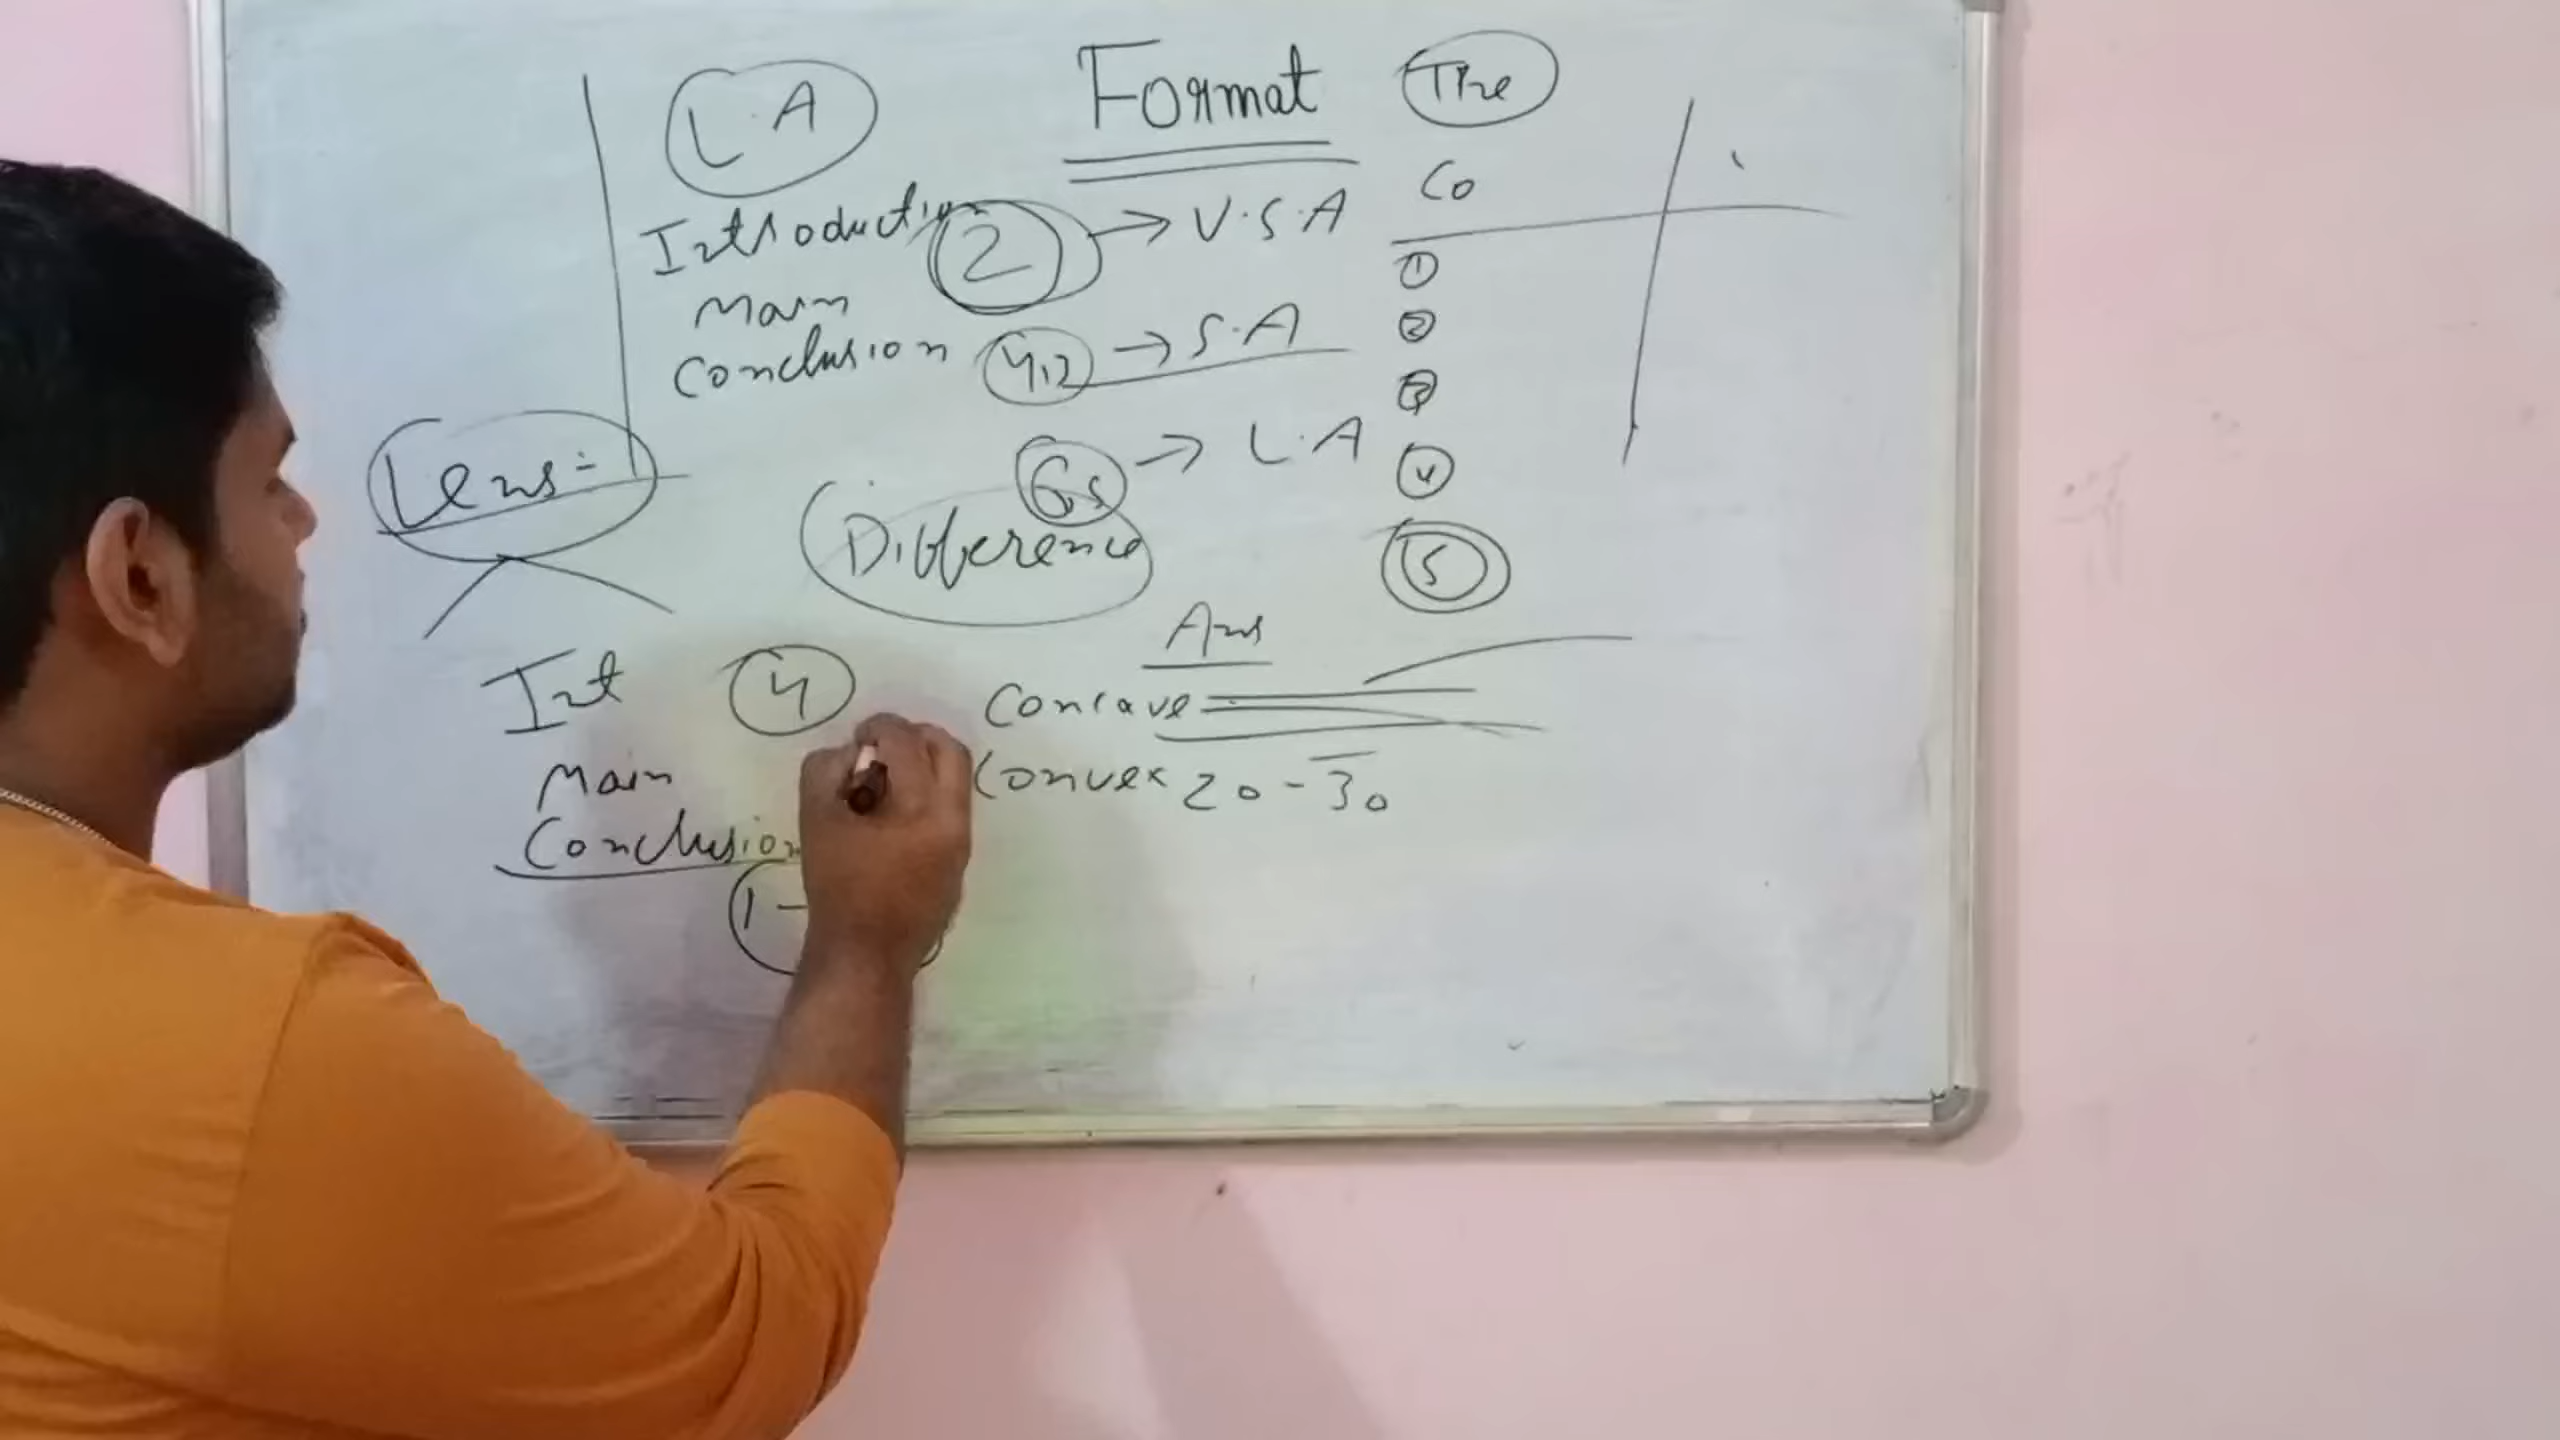 L.A Format The
Introduction 2 → V.S.A Co
Main
Conclusion 4,3 → S.A
6,5 → L.A
1
2
3
4
5
Lens:-
Difference
Ans
Int 4 Concave
Main Convex 20-30
Conclusion
1-